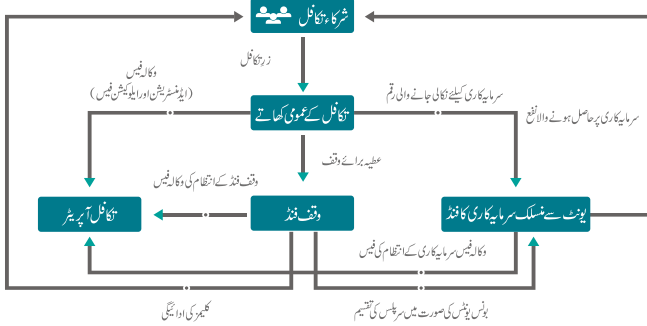 شرکاء تکافل
زرِ تکافل
وکالہ فیس
(ایڈمنسٹریشن اور ایلوکیشن فیس)
تکافل کے عمومی کھاتے
سرمایہ کاری کیلئے نکالی جانے والی رقم
سرمایہ کاری پر حاصل ہونے والا نفع
عطیہ برائے وقف
وقف فنڈ کے انتظام کی وکالہ فیس
یونٹ سے منسلک سرمایہ کاری کا فنڈ
وقف فنڈ
تکافل آپریٹر
وکالہ فیس سرمایہ کاری کے انتظام کی فیس
بونس یونٹس کی صورت میں سرپلس کی تقسیم
کلیمز کی ادائیگی